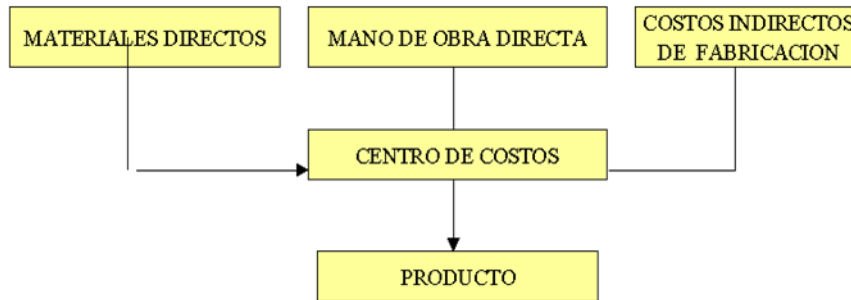 MATERIALES DIRECTOS
MANO DE OBRA DIRECTA
COSTOS INDIRECTOS
DE FABRICACION
CENTRO DE COSTOS
PRODUCTO